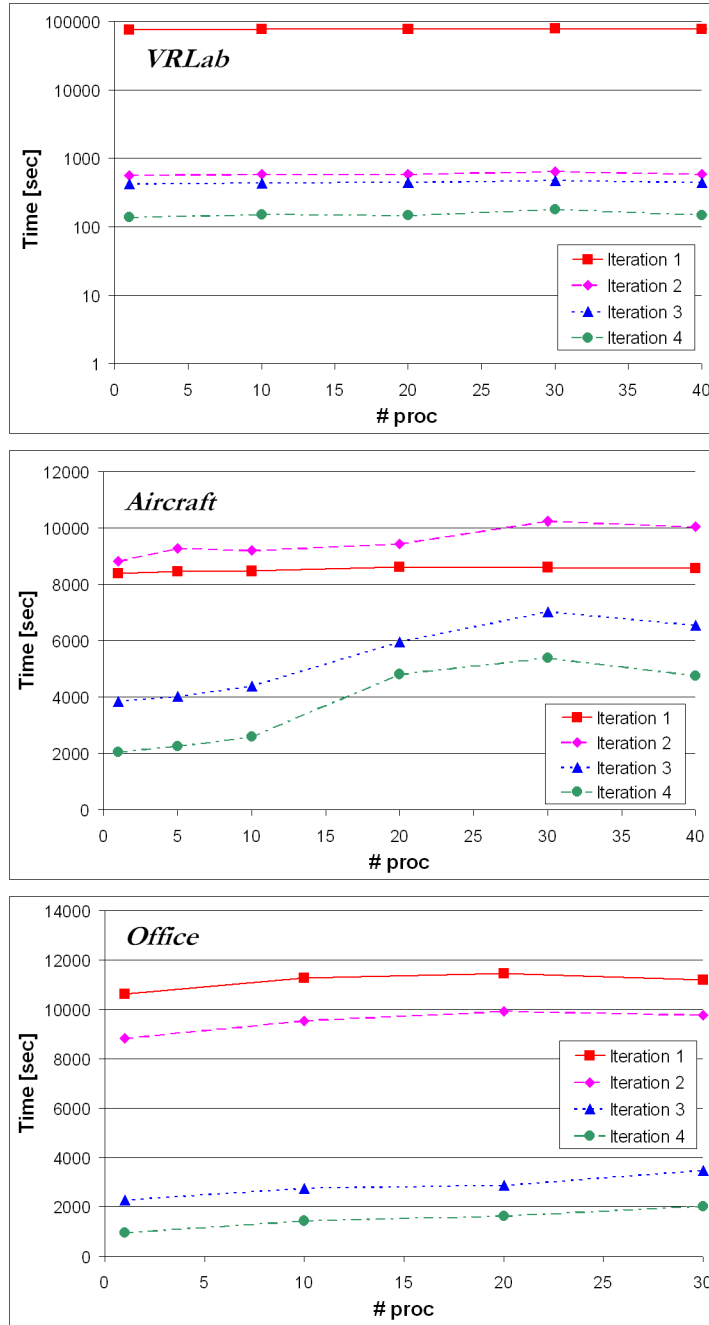 VRLab
Time [sec]
100000
10000
1000
100
10
1
0 5 10 15 20 25 30 35 40
# proc
Iteration 1
Iteration 2
Iteration 3
Iteration 4
Aircraft
Time [sec]
12000
10000
8000
6000
4000
2000
0
0 5 10 15 20 25 30 35 40
# proc
Iteration 1
Iteration 2
Iteration 3
Iteration 4
Office
Time [sec]
14000
12000
10000
8000
6000
4000
2000
0
0 5 10 15 20 25 30
# proc
Iteration 1
Iteration 2
Iteration 3
Iteration 4